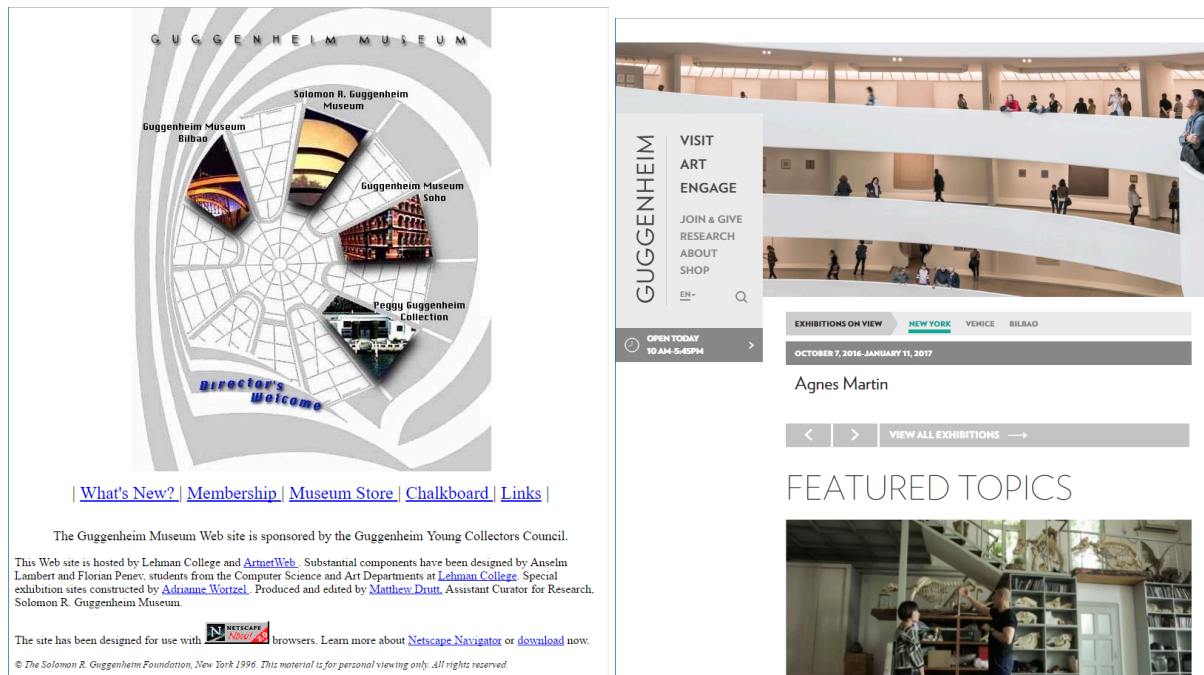 GUGGENHEIM MUSEUM
Solomon R. Guggenheim
Museum
Guggenheim Museum
Bilbao
Guggenheim Museum
Soho
Peggy Guggenheim
Collection
Director's
Welcome
| What's New? | Membership | Museum Store | Chalkboard | Links |
The Guggenheim Museum Web site is sponsored by the Guggenheim Young Collectors Council.
This Web site is hosted by Lehman College and ArtnetWeb . Substantial components have been designed by Anselm
Lambert and Florian Penev, students from the Computer Science and Art Departments at Lehman College. Special
exhibition sites constructed by Adrianne Wortzel . Produced and edited by Matthew Drutt, Assistant Curator for Research,
Solomon R. Guggenheim Museum.
The site has been designed for use with N NETSCAPE NOW! 2.0 browsers. Learn more about Netscape Navigator or download now.
© The Solomon R. Guggenheim Foundation, New York 1996. This material is for personal viewing only. All rights reserved.
GUGGENHEIM
VISIT
ART
ENGAGE
JOIN & GIVE
RESEARCH
ABOUT
SHOP
EN
OPEN TODAY
10 AM-5:45PM
EXHIBITIONS ON VIEW NEW YORK VENICE BILBAO
OCTOBER 7, 2016-JANUARY 11, 2017
Agnes Martin
VIEW ALL EXHIBITIONS
FEATURED TOPICS